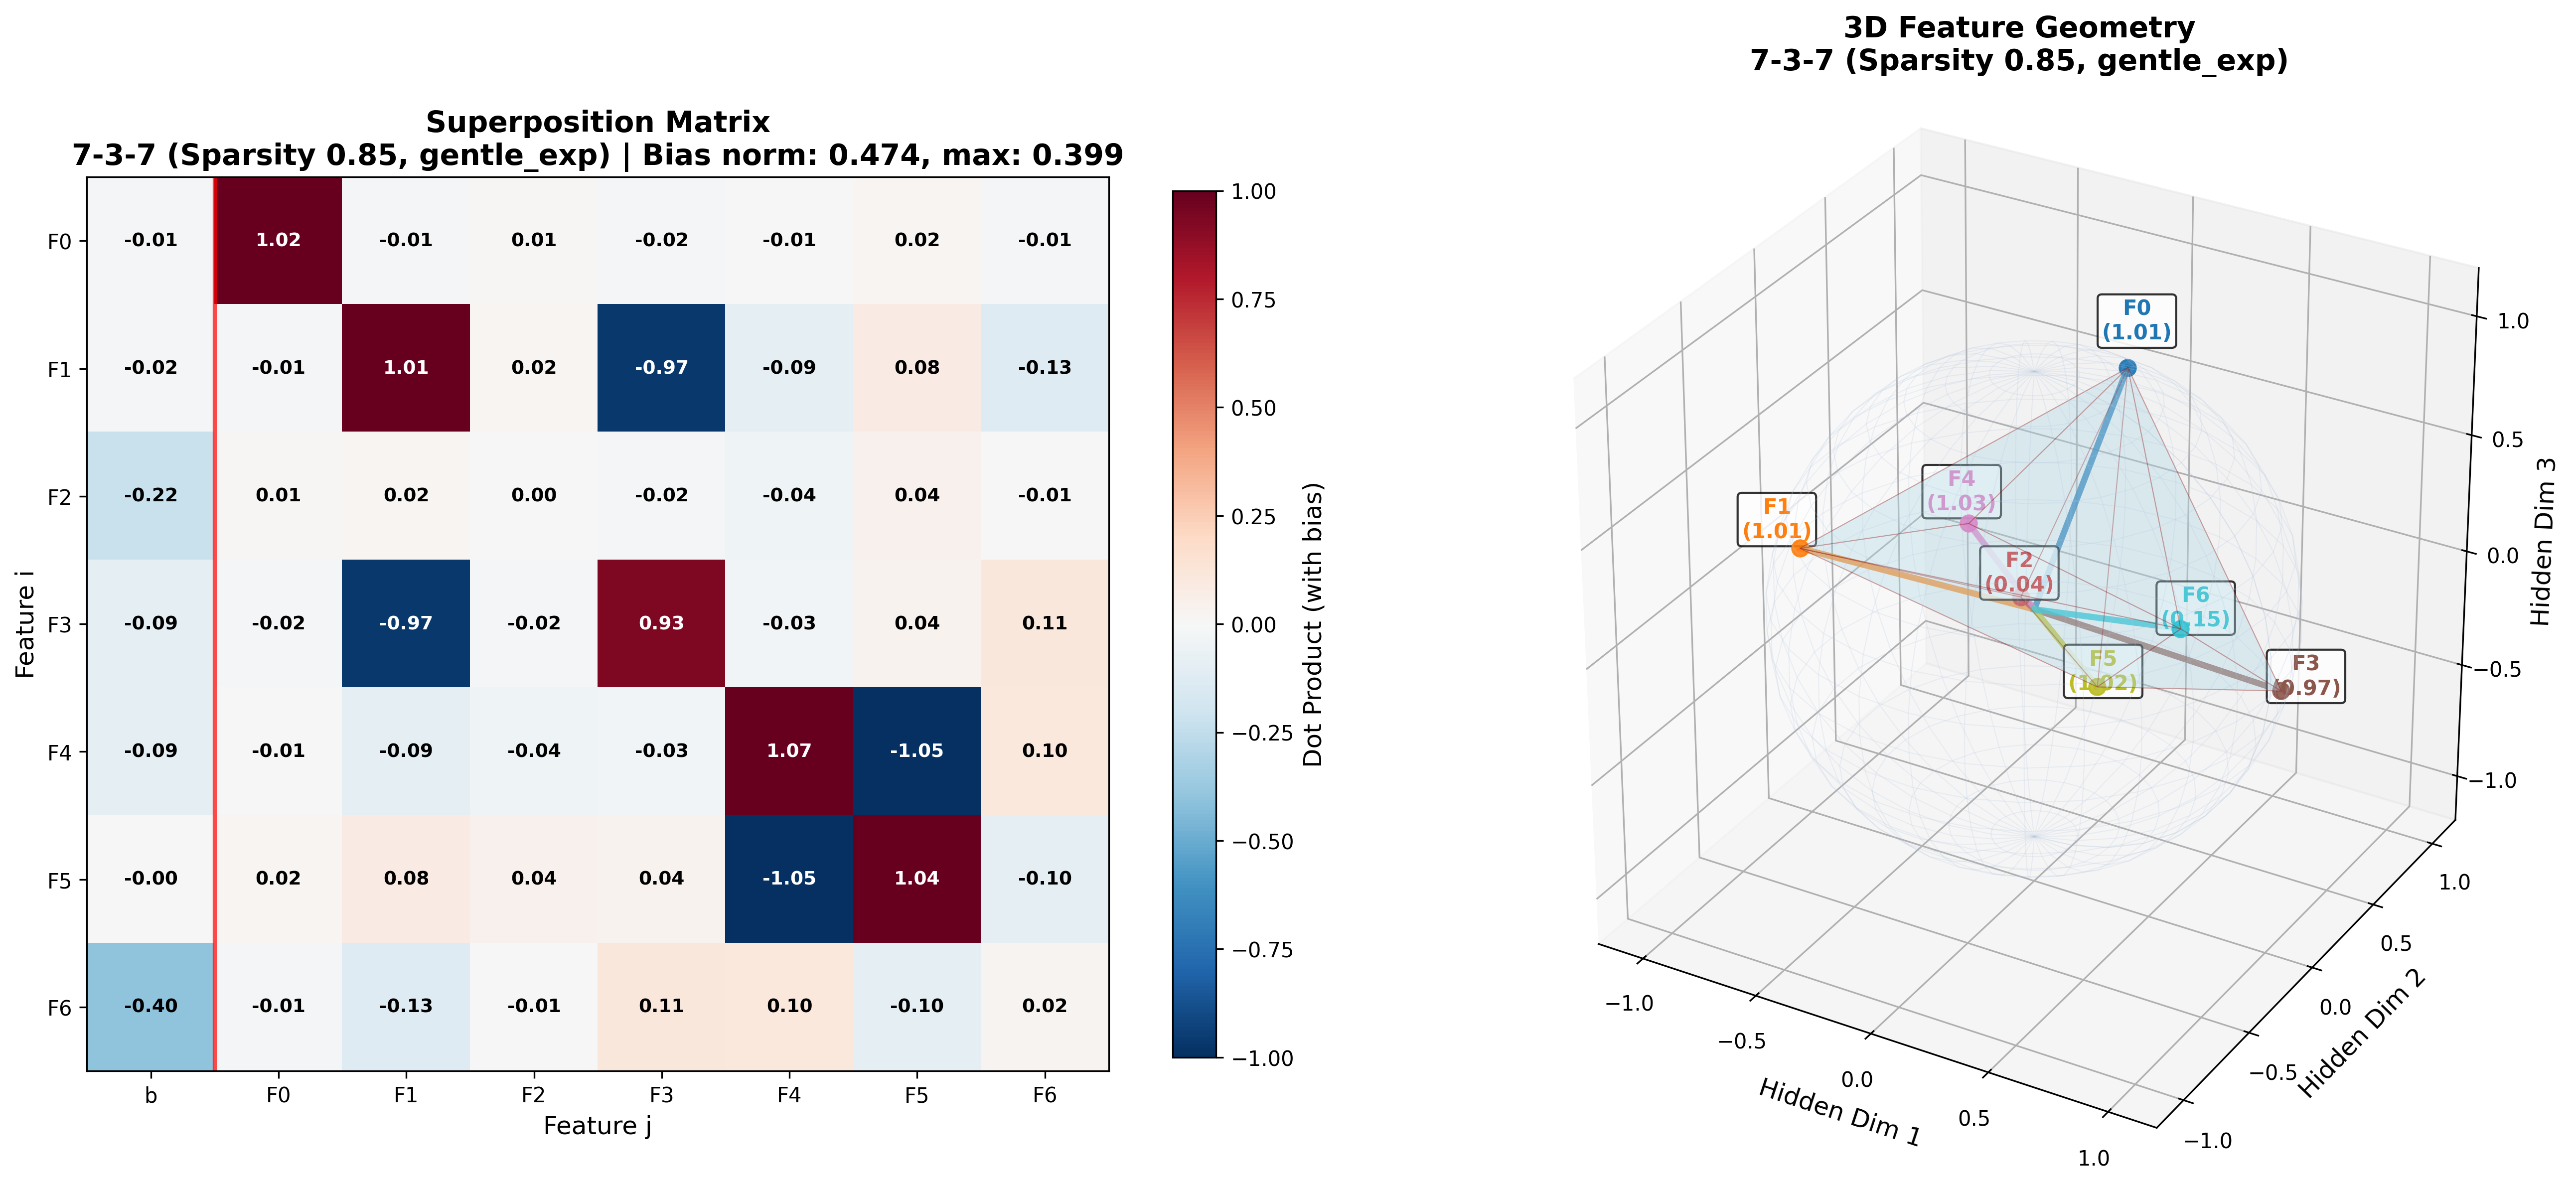 Superposition Matrix
7-3-7 (Sparsity 0.85, gentle_exp) | Bias norm: 0.474, max: 0.399
Feature i
F0 -0.01 1.02 -0.01 0.01 -0.02 -0.01 0.02 -0.01
F1 -0.02 -0.01 1.01 0.02 -0.97 -0.09 0.08 -0.13
F2 -0.22 0.01 0.02 0.00 -0.02 -0.04 0.04 -0.01
F3 -0.09 -0.02 -0.97 -0.02 0.93 -0.03 0.04 0.11
F4 -0.09 -0.01 -0.09 -0.04 -0.03 1.07 -1.05 0.10
F5 -0.00 0.02 0.08 0.04 0.04 -1.05 1.04 -0.10
F6 -0.40 -0.01 -0.13 -0.01 0.11 0.10 -0.10 0.02
b F0 F1 F2 F3 F4 F5 F6
Feature j
1.00
0.75
0.50
0.25
0.00
−0.25
−0.50
−0.75
−1.00
Dot Product (with bias)
3D Feature Geometry
7-3-7 (Sparsity 0.85, gentle_exp)
F0
(1.01)
F4
(1.03)
F1
(1.01)
F2
(0.04)
F6
(0.15)
F5
(1.02)
F3
(0.97)
1.0
0.5
0.0
−0.5
−1.0
Hidden Dim 3
−1.0
−0.5
0.0
0.5
1.0
Hidden Dim 1
1.0
0.5
0.0
−0.5
−1.0
Hidden Dim 2